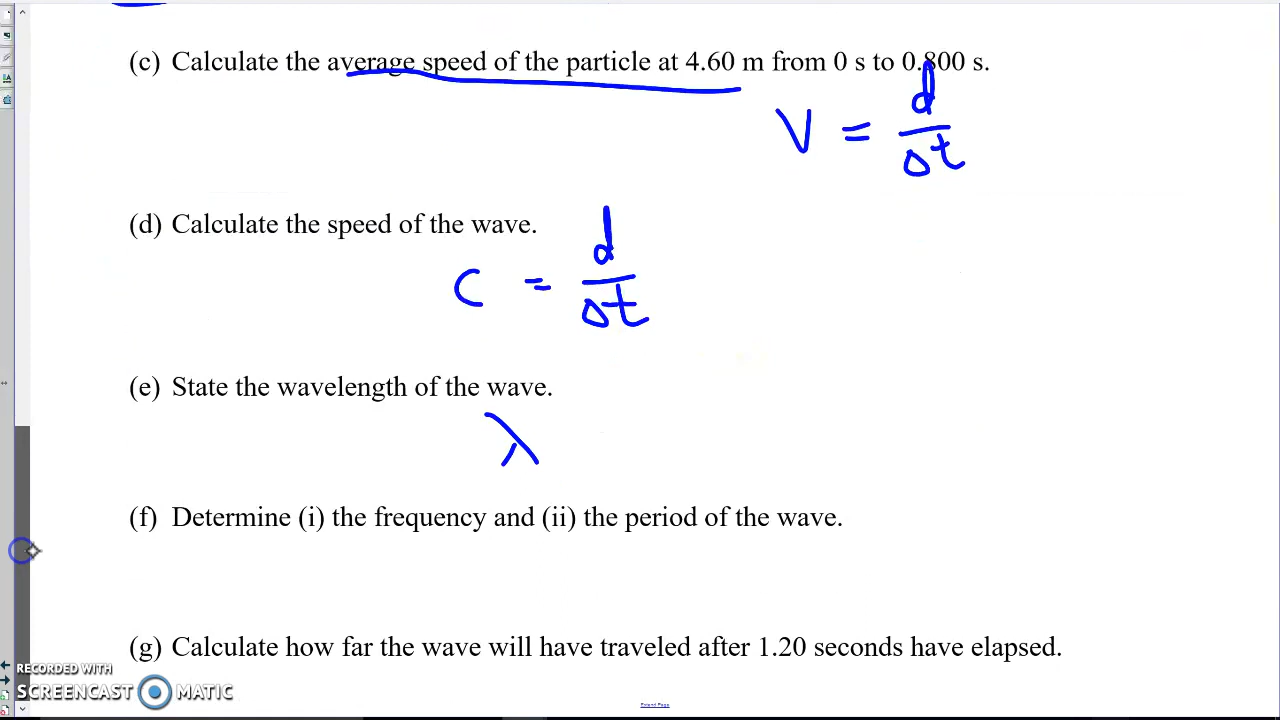 (c) Calculate the average speed of the particle at 4.60 m from 0 s to 0.800 s.
V = d/Δt
(d) Calculate the speed of the wave.
c = d/Δt
(e) State the wavelength of the wave.
λ
(f) Determine (i) the frequency and (ii) the period of the wave.
(g) Calculate how far the wave will have traveled after 1.20 seconds have elapsed.
RECORDED WITH
SCREENCAST MATIC
Extend Page